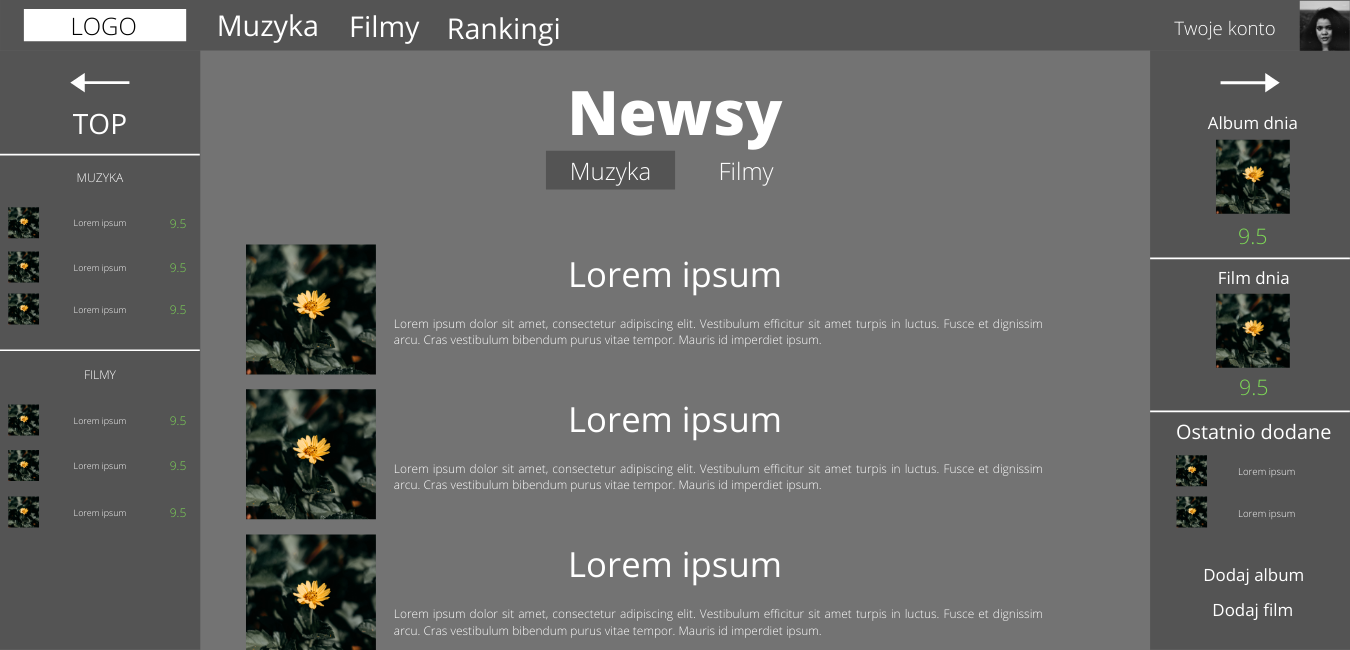 LOGO
Muzyka
Filmy
Rankingi
Twoje konto
TOP
MUZYKA
Lorem ipsum 9.5
Lorem ipsum 9.5
Lorem ipsum 9.5
FILMY
Lorem ipsum 9.5
Lorem ipsum 9.5
Lorem ipsum 9.5
Newsy
Muzyka
Filmy
Lorem ipsum
Lorem ipsum dolor sit amet, consectetur adipiscing elit. Vestibulum efficitur sit amet turpis in luctus. Fusce et dignissim
arcu. Cras vestibulum bibendum purus vitae tempor. Mauris id imperdiet ipsum.
Lorem ipsum
Lorem ipsum dolor sit amet, consectetur adipiscing elit. Vestibulum efficitur sit amet turpis in luctus. Fusce et dignissim
arcu. Cras vestibulum bibendum purus vitae tempor. Mauris id imperdiet ipsum.
Lorem ipsum
Lorem ipsum dolor sit amet, consectetur adipiscing elit. Vestibulum efficitur sit amet turpis in luctus. Fusce et dignissim
arcu. Cras vestibulum bibendum purus vitae tempor. Mauris id imperdiet ipsum.
Album dnia
9.5
Film dnia
9.5
Ostatnio dodane
Lorem ipsum
Lorem ipsum
Dodaj album
Dodaj film